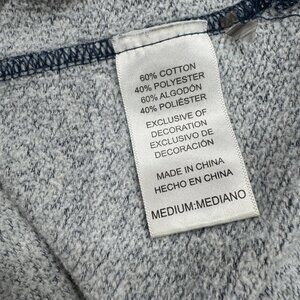 60% COTTON
40% POLYESTER
60% ALGODÓN
40% POLIÉSTER
EXCLUSIVE OF
DECORATION
EXCLUSIVO DE
DECORACIÓN
MADE IN CHINA
HECHO EN CHINA
MEDIUM:MEDIANO